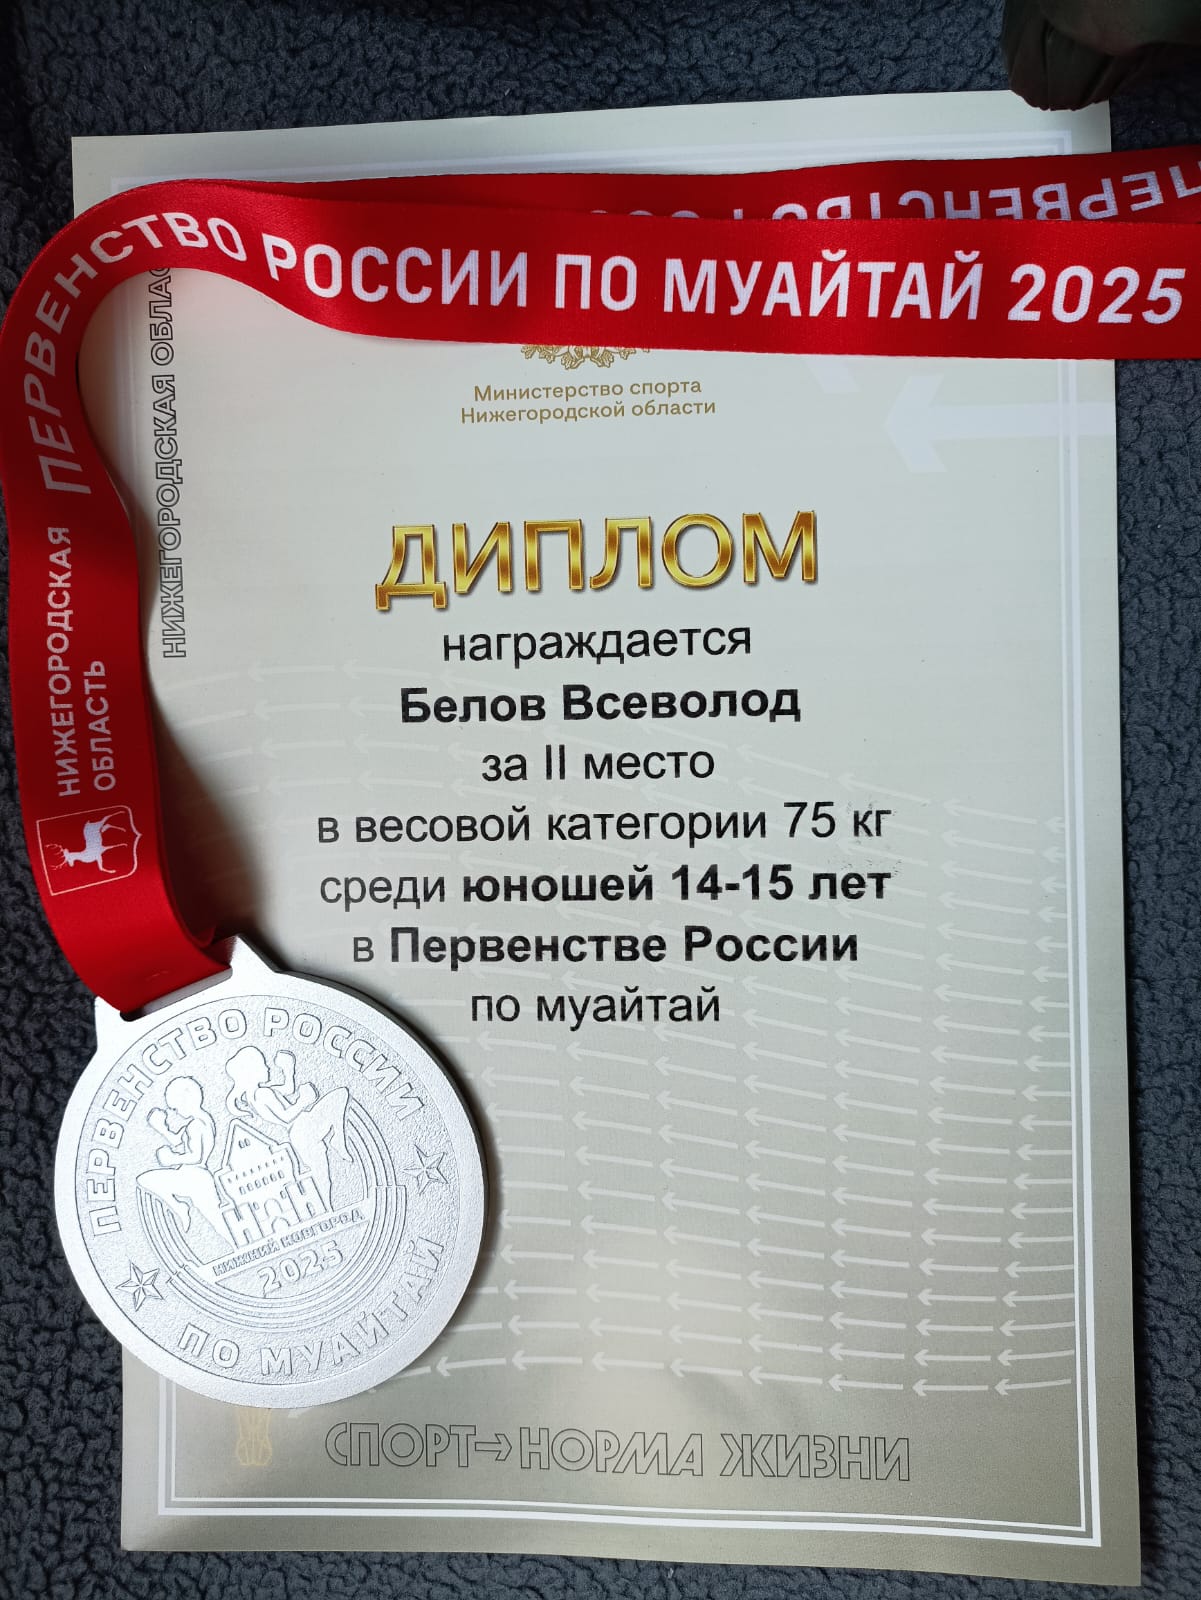 ПЕРВЕНСТВО РОССИИ ПО МУАЙТАЙ 2025
ПЕРВЕНСТВО
НИЖЕГОРОДСКАЯ
ОБЛАСТЬ
НИЖЕГОРОДСКАЯ
Министерство спорта
Нижегородской области
ДИПЛОМ
награждается
Белов Всеволод
за II место
в весовой категории 75 кг
среди юношей 14-15 лет
в Первенстве России
по муайтай
ПЕРВЕНСТВО РОССИИ
НИЖНИЙ НОВГОРОД
2025
ПО МУАЙТАЙ
СПОРТ→НОРМА ЖИЗНИ